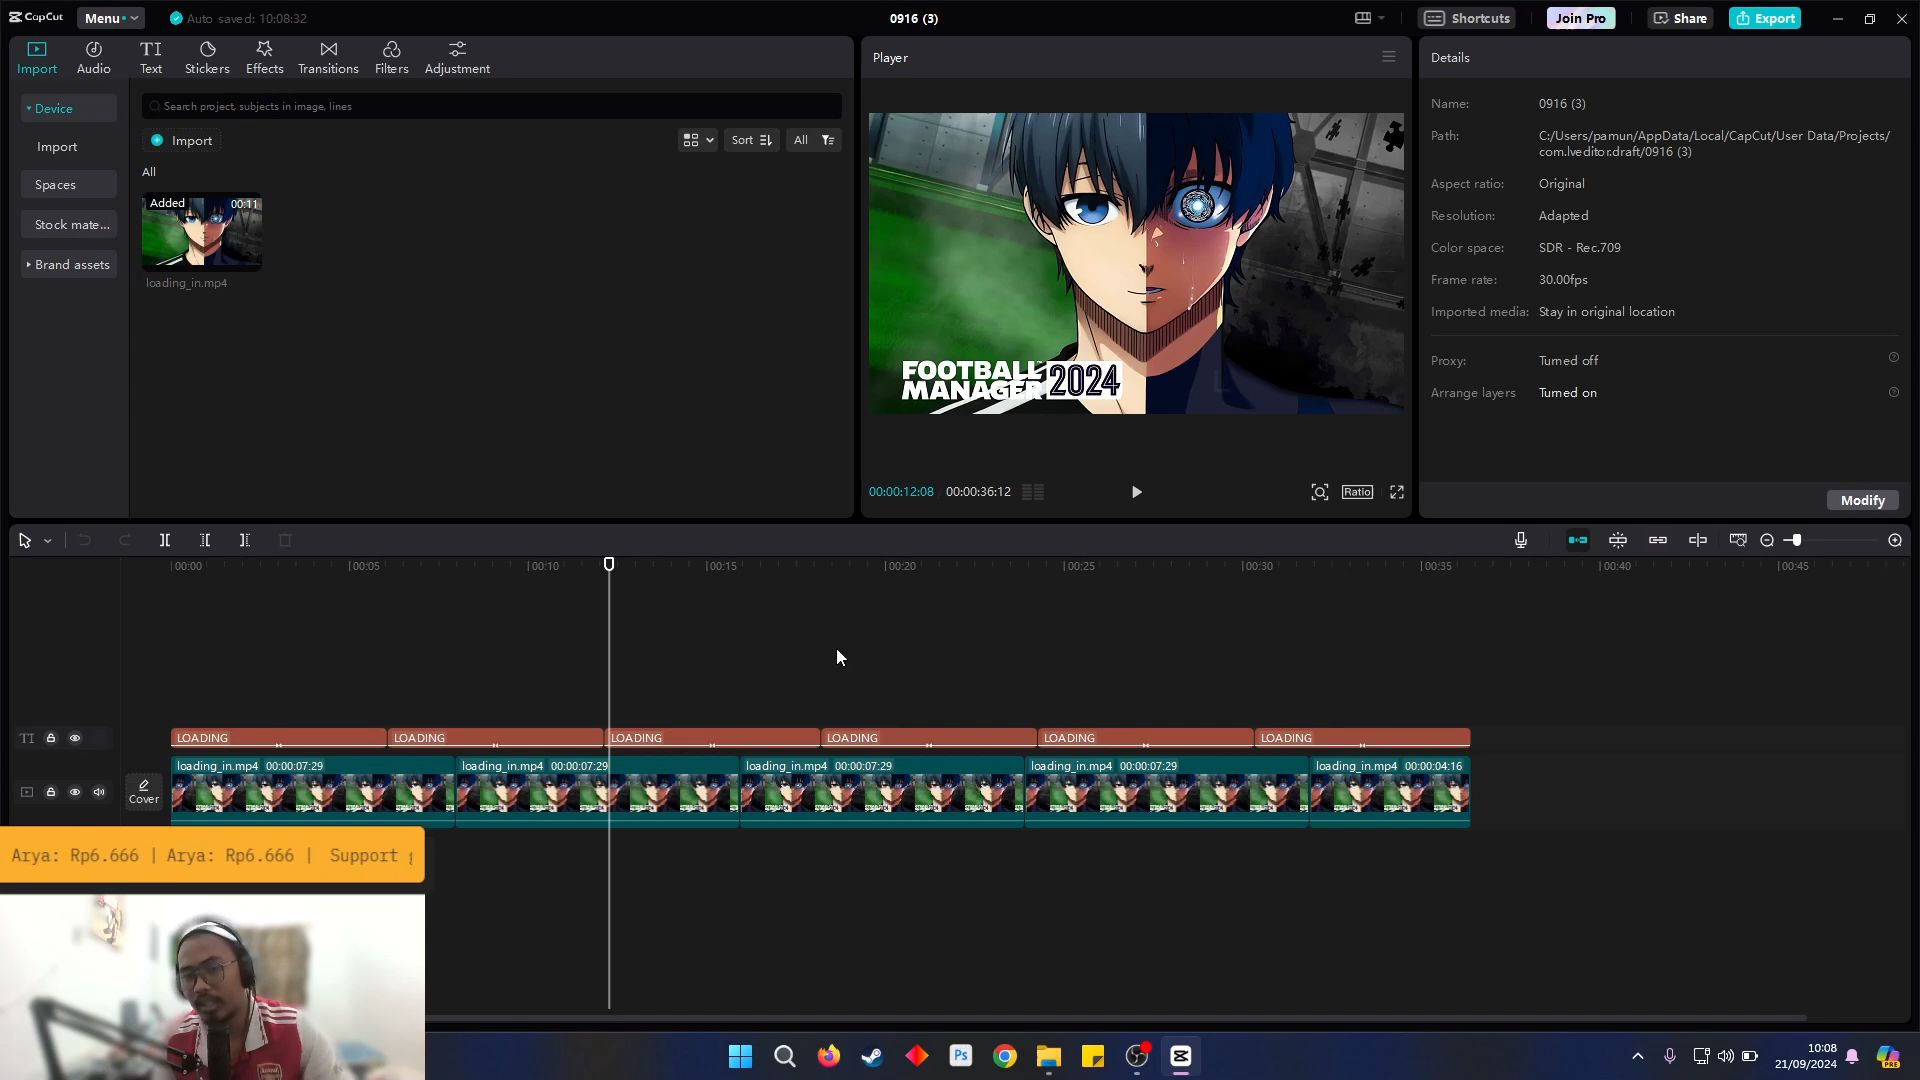 CapCut
Menu
Auto saved: 10:08:32
0916 (3)
Shortcuts
Join Pro
Share
Export
Import
Audio
TI
Text
Stickers
Effects
Transitions
Filters
Adjustment
Device
Import
Spaces
Stock mate...
Brand assets
Search project, subjects in image, lines
Import
Sort
All
All
Added
00:11
loading_in.mp4
Player
FOOTBALL
MANAGER 2024
00:00:12:08
00:00:36:12
Ratio
Details
Name: 0916 (3)
Path: C:/Users/pamun/AppData/Local/CapCut/User Data/Projects/
com.lveditor.draft/0916 (3)
Aspect ratio: Original
Resolution: Adapted
Color space: SDR - Rec.709
Frame rate: 30.00fps
Imported media: Stay in original location
Proxy: Turned off
Arrange layers Turned on
Modify
00:00 00:05 00:10 00:15 00:20 00:25 00:30 00:35 00:40 00:45
TI
LOADING LOADING LOADING LOADING LOADING LOADING
loading_in.mp4 00:00:07:29 loading_in.mp4 00:00:07:29 loading_in.mp4 00:00:07:29 loading_in.mp4 00:00:07:29 loading_in.mp4 00:00:04:16
Cover
Arya: Rp6.666 | Arya: Rp6.666 | Support
Ps
10:08
21/09/2024
PRE